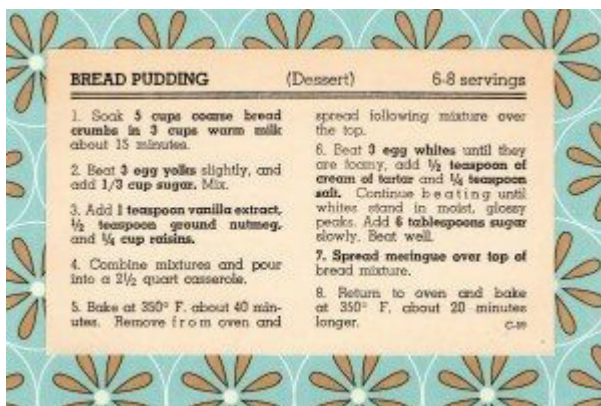 BREAD PUDDING (Dessert) 6-8 servings
1. Soak 5 cups coarse bread
crumbs in 3 cups warm milk
about 15 minutes.
2. Beat 3 egg yolks slightly, and
add 1/3 cup sugar. Mix.
3. Add 1 teaspoon vanilla extract,
½ teaspoon ground nutmeg,
and ¼ cup raisins.
4. Combine mixtures and pour
into a 2½ quart casserole.
5. Bake at 350° F. about 40 min-
utes. Remove from oven and
spread following mixture over
the top.
6. Beat 3 egg whites until they
are foamy, add ½ teaspoon of
cream of tartar and ¼ teaspoon
salt. Continue beating until
whites stand in moist, glossy
peaks. Add 6 tablespoons sugar
slowly. Beat well.
7. Spread meringue over top of
bread mixture.
8. Return to oven and bake
at 350° F. about 20 minutes
longer.